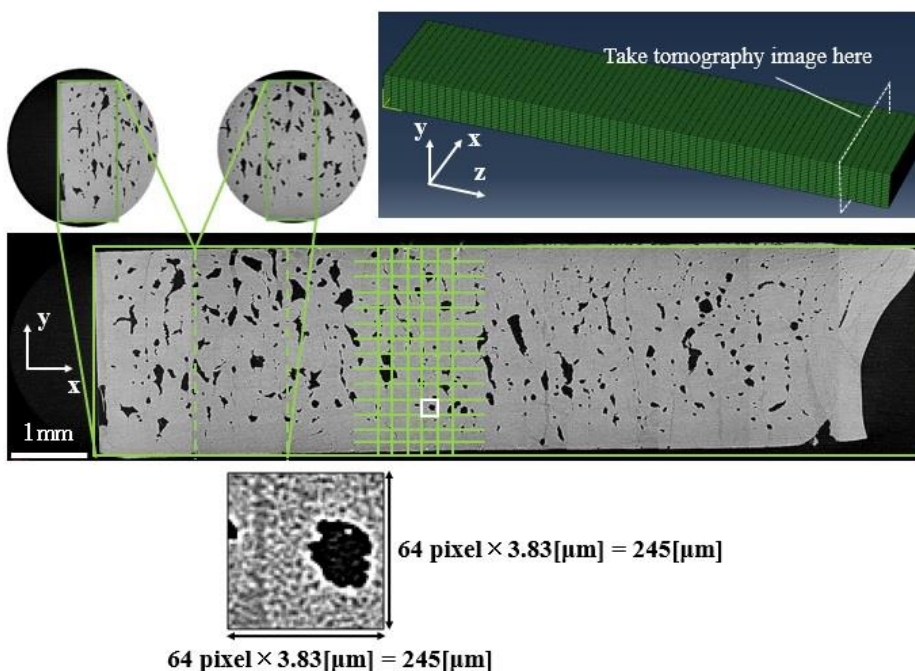 Take tomography image here
y
x
z
y
x
1mm
64 pixel × 3.83[μm] = 245[μm]
64 pixel × 3.83[μm] = 245[μm]